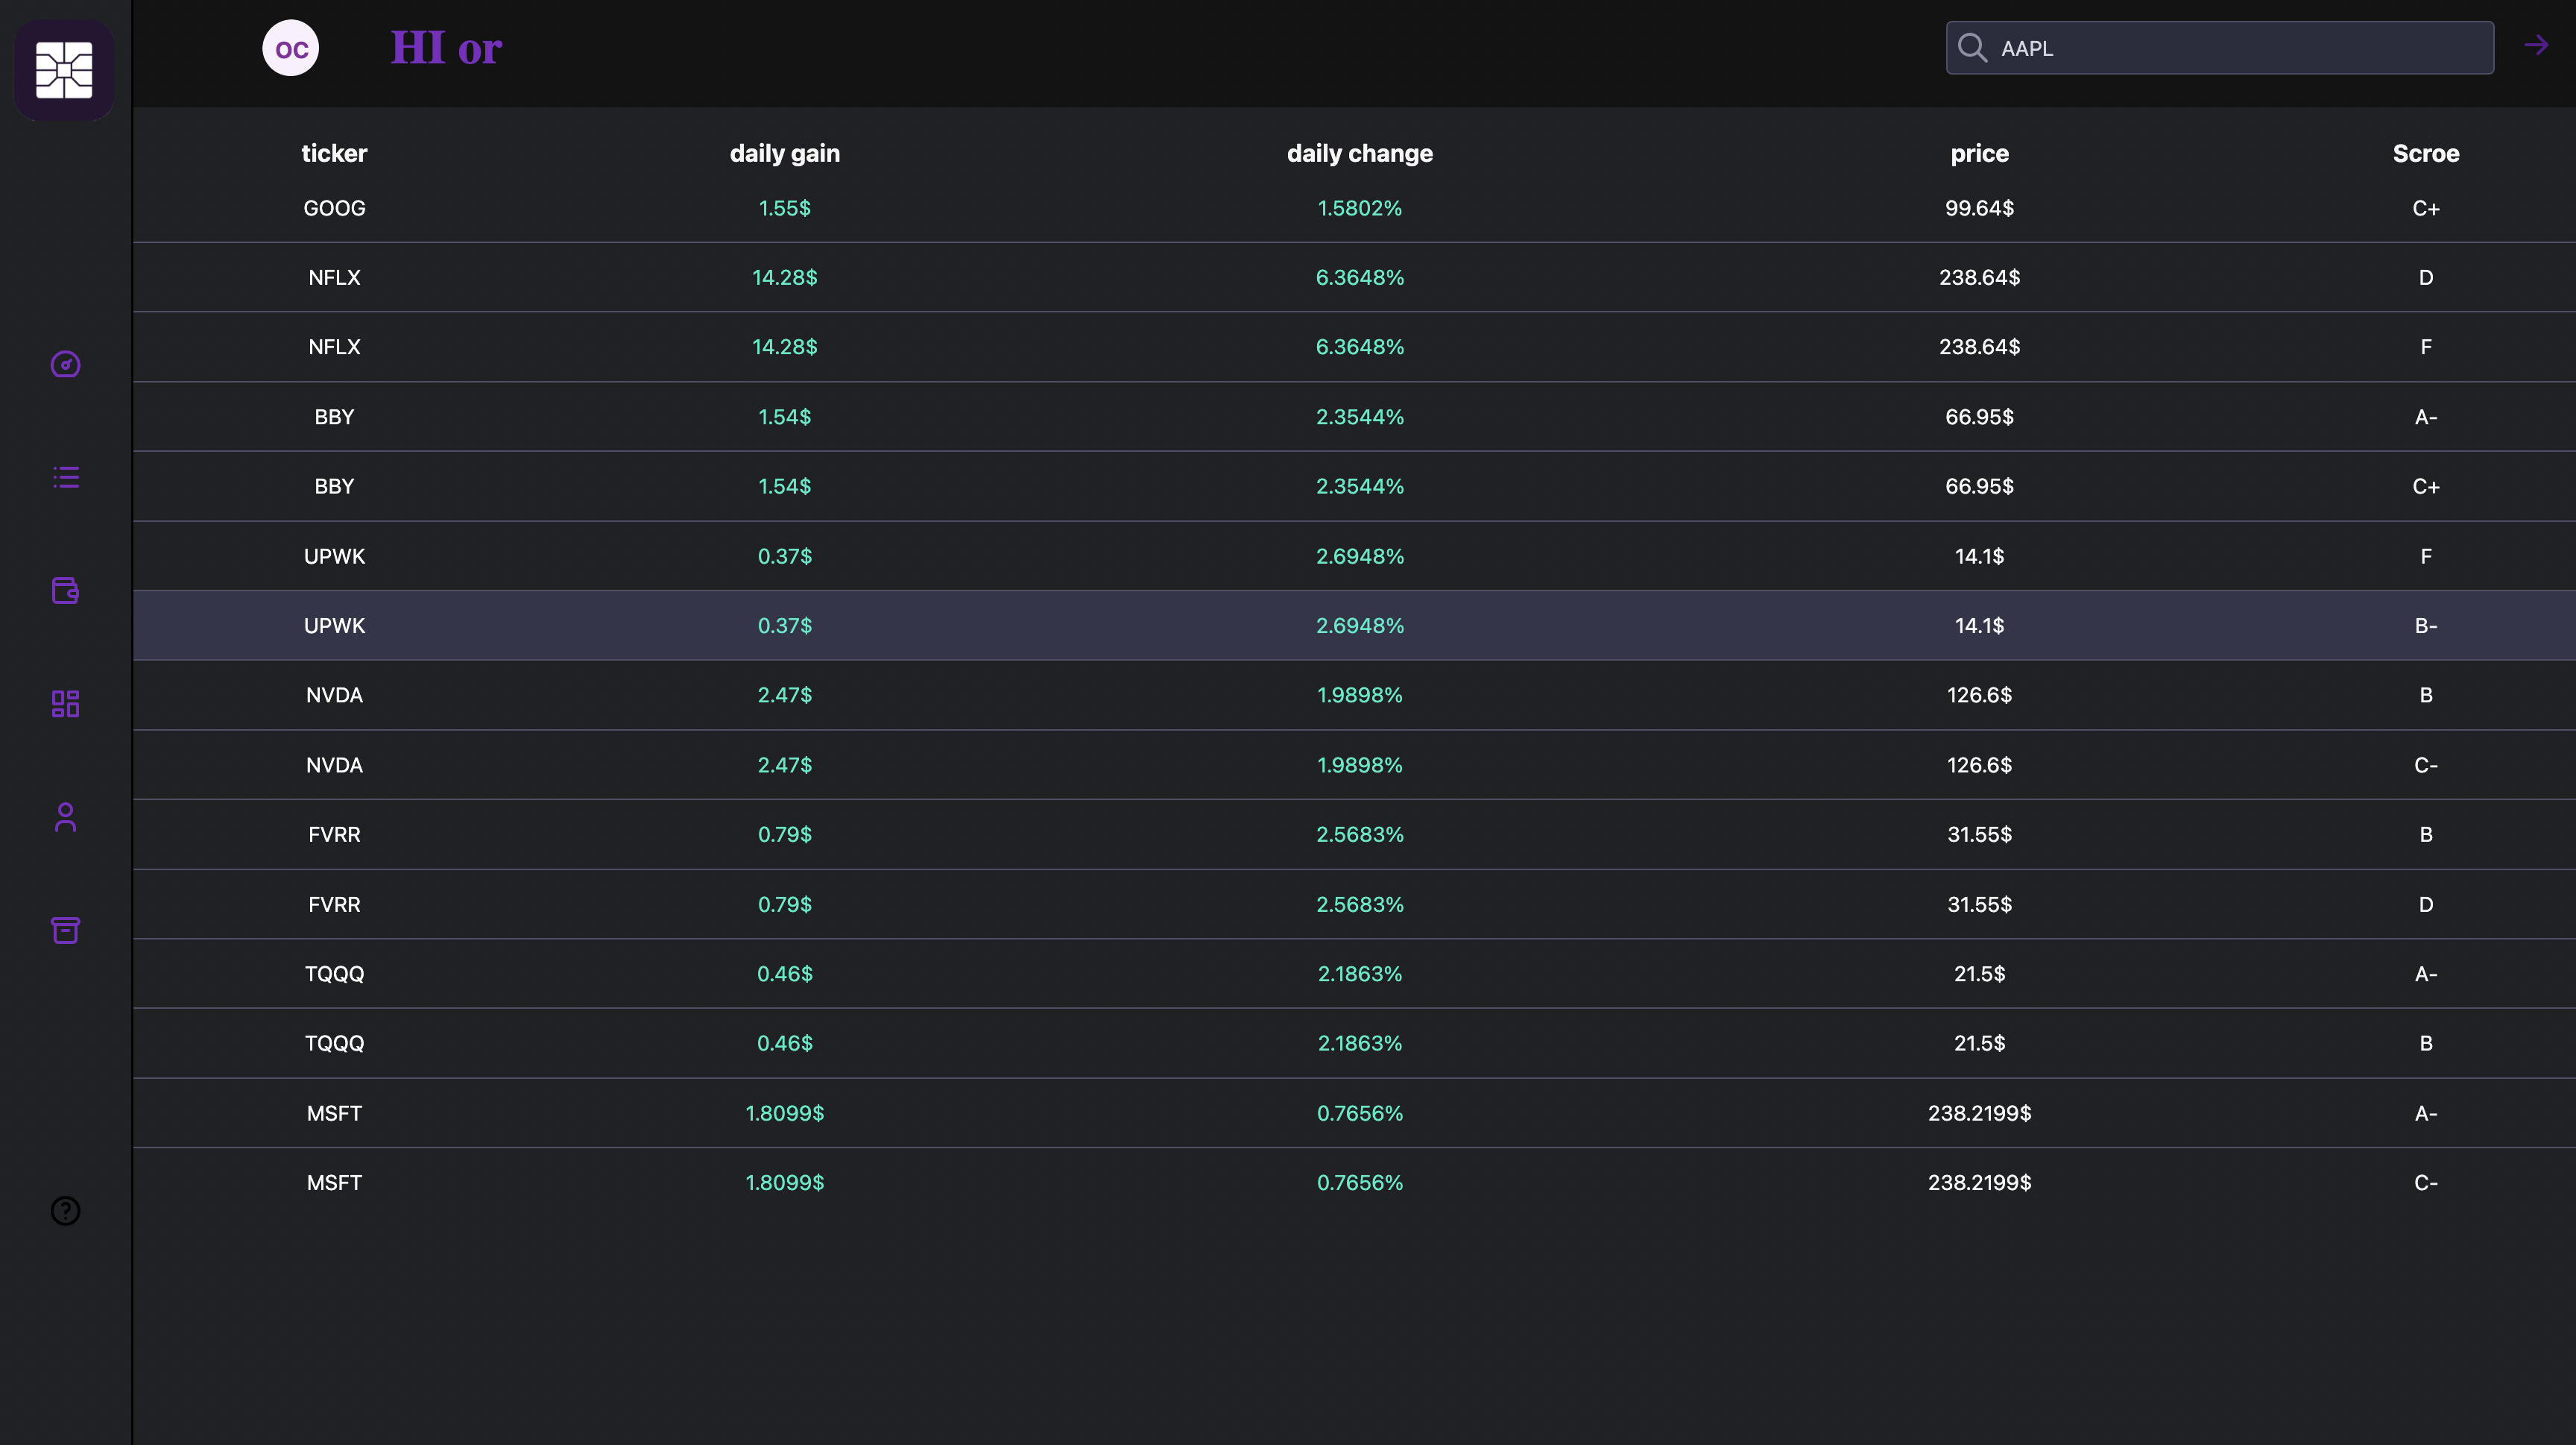 OC HI or AAPL
ticker daily gain daily change price Scroe
GOOG 1.55$ 1.5802% 99.64$ C+
NFLX 14.28$ 6.3648% 238.64$ D
NFLX 14.28$ 6.3648% 238.64$ F
BBY 1.54$ 2.3544% 66.95$ A-
BBY 1.54$ 2.3544% 66.95$ C+
UPWK 0.37$ 2.6948% 14.1$ F
UPWK 0.37$ 2.6948% 14.1$ B-
NVDA 2.47$ 1.9898% 126.6$ B
NVDA 2.47$ 1.9898% 126.6$ C-
FVRR 0.79$ 2.5683% 31.55$ B
FVRR 0.79$ 2.5683% 31.55$ D
TQQQ 0.46$ 2.1863% 21.5$ A-
TQQQ 0.46$ 2.1863% 21.5$ B
MSFT 1.8099$ 0.7656% 238.2199$ A-
MSFT 1.8099$ 0.7656% 238.2199$ C-